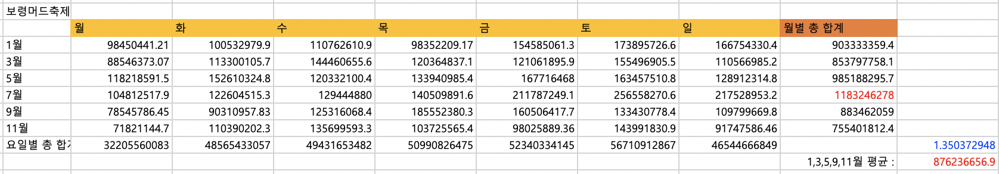 보령머드축제
월 화 수 목 금 토 일 월별 총 합계
1월 98450441.21 100532979.9 110762610.9 98352209.17 154585061.3 173895726.6 166754330.4 903333359.4
3월 88546373.07 113300105.7 144460655.6 120364837.1 121061895.9 155496905.5 110566985.2 853797758.1
5월 118218591.5 152610324.8 120332100.4 133940985.4 167716468 163457510.8 128912314.8 985188295.7
7월 104812517.9 122604515.3 129444880 140509891.6 211787249.1 256558270.6 217528953.2 1183246278
9월 78545786.45 90310957.83 125316068.4 185552380.3 160506417.7 133430778.4 109799669.8 883462059
11월 71821144.7 110390202.3 135699593.3 103725565.4 98025889.36 143991830.9 91747586.46 755401812.4
요일별 총 합 32205560083 48565433057 49431653482 50990826475 52340334145 56710912867 46544666849 1.350372948
1,3,5,9,11월 평균 : 876236656.9